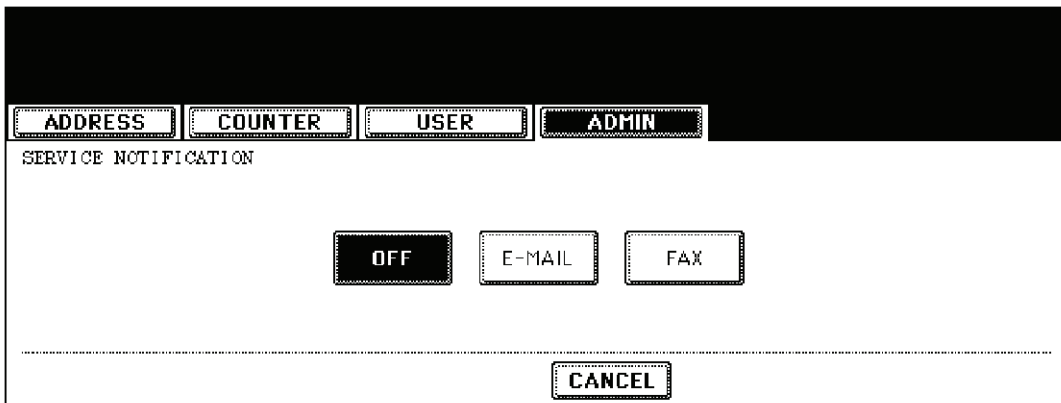 ADDRESS COUNTER USER ADMIN
SERVICE NOTIFICATION
OFF E-MAIL FAX
CANCEL